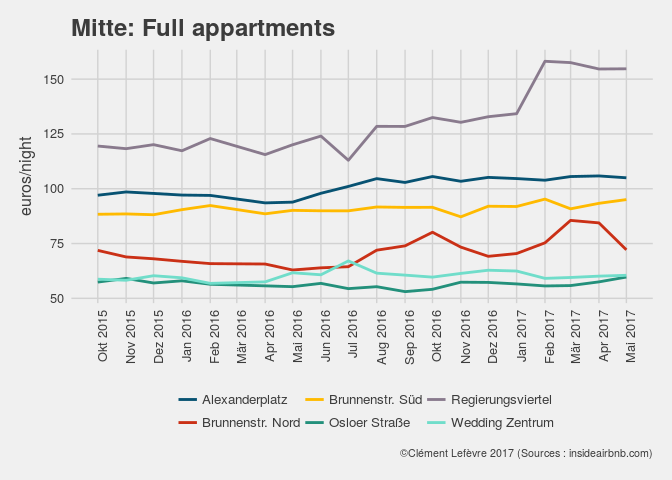 Mitte: Full appartments
euros/night
150
125
100
75
50
Okt 2015
Nov 2015
Dez 2015
Jan 2016
Feb 2016
Mär 2016
Apr 2016
Mai 2016
Jun 2016
Jul 2016
Aug 2016
Sep 2016
Okt 2016
Nov 2016
Dez 2016
Jan 2017
Feb 2017
Mär 2017
Apr 2017
Mai 2017
Alexanderplatz Brunnenstr. Süd Regierungsviertel
Brunnenstr. Nord Osloer Straße Wedding Zentrum
©Clément Lefèvre 2017 (Sources : insideairbnb.com)